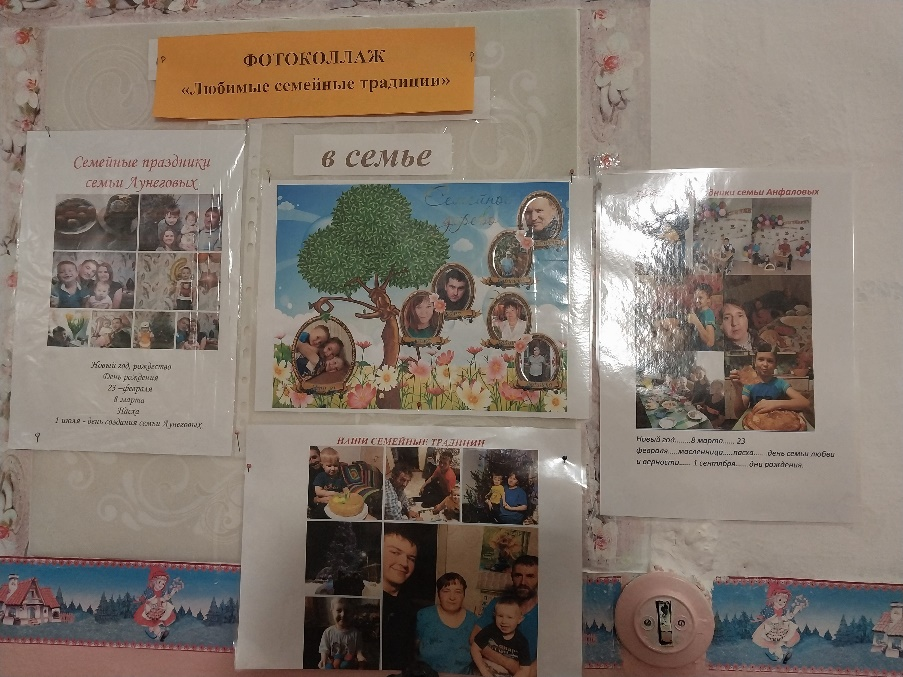 ФОТОКОЛЛАЖ
«Любимые семейные традиции»
в семье
Семейные праздники
семьи Лунеговых
Новый год, рождество
День рождения
23 –февраля
8 марта
Пасха
1 июля - день создания семьи Лунеговых
Семейное
НАШИ СЕМЕЙНЫЕ ТРАДИЦИИ
семьи Анфаловых
Новый год........8 марта...... 23
февраля.....масленница.....пасха..... день семьи любви
и верности..... 1 сентября..... дни рождения.